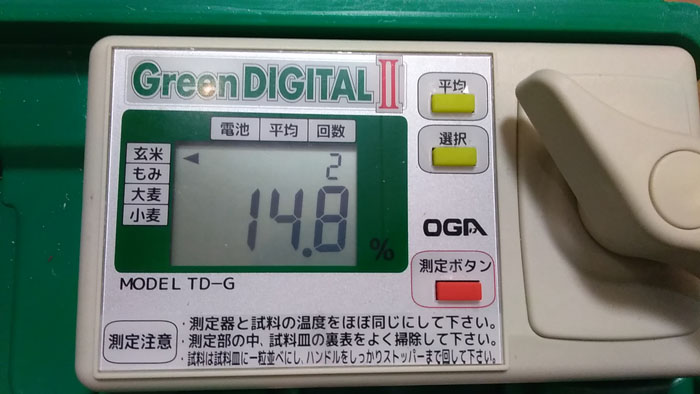 Green DIGITAL II
平均
選択
電池 平均 回数
玄米
もみ
大麦
小麦
◀ 2
14.8 %
OGA
測定ボタン
MODEL TD-G
測定注意
・測定器と試料の温度をほぼ同じにして下さい。
・測定部の中、試料皿の裏表をよく掃除して下さい。
・試料は試料皿に一粒並べにし、ハンドルをしっかりストッパーまで回して下さい。